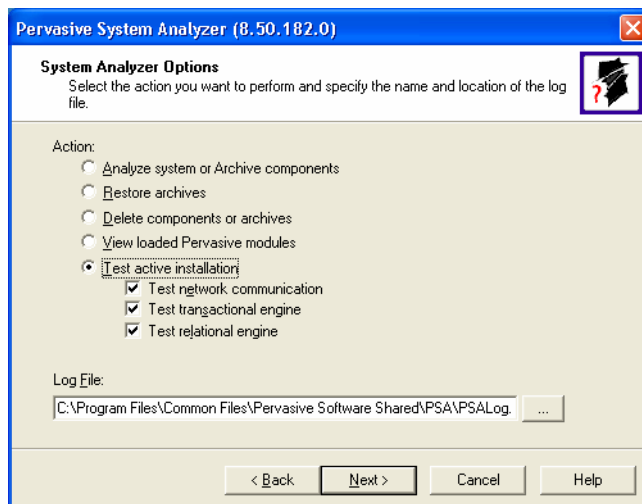 Pervasive System Analyzer (8.50.182.0)
System Analyzer Options
Select the action you want to perform and specify the name and location of the log
file.
?
Action:
Analyze system or Archive components
Restore archives
Delete components or archives
View loaded Pervasive modules
Test active installation
Test network communication
Test transactional engine
Test relational engine
Log File:
C:\Program Files\Common Files\Pervasive Software Shared\PSA\PSALog.
...
< Back
Next >
Cancel
Help